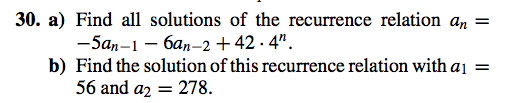 30. a) Find all solutions of the recurrence relation aₙ =
−5aₙ₋₁ − 6aₙ₋₂ + 42 · 4ⁿ.
b) Find the solution of this recurrence relation with a₁ =
56 and a₂ = 278.